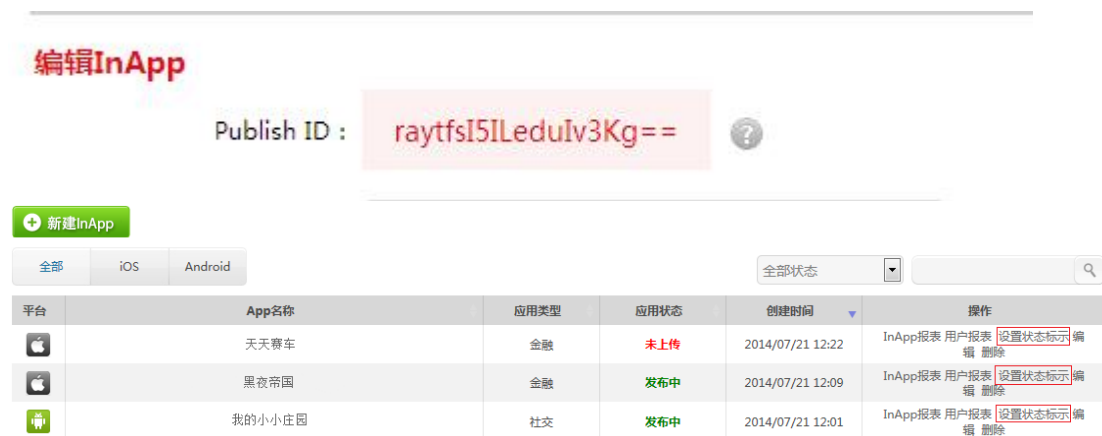 编辑InApp
Publish ID： raytfsI5ILeduIv3Kg== ?
新建InApp
全部 iOS Android 全部状态
平台 App名称 应用类型 应用状态 创建时间 操作
天天赛车 金融 未上传 2014/07/21 12:22 InApp报表 用户报表 设置状态标示 编
辑 删除
黑夜帝国 金融 发布中 2014/07/21 12:09 InApp报表 用户报表 设置状态标示 编
辑 删除
我的小小庄园 社交 发布中 2014/07/21 12:01 InApp报表 用户报表 设置状态标示 编
辑 删除